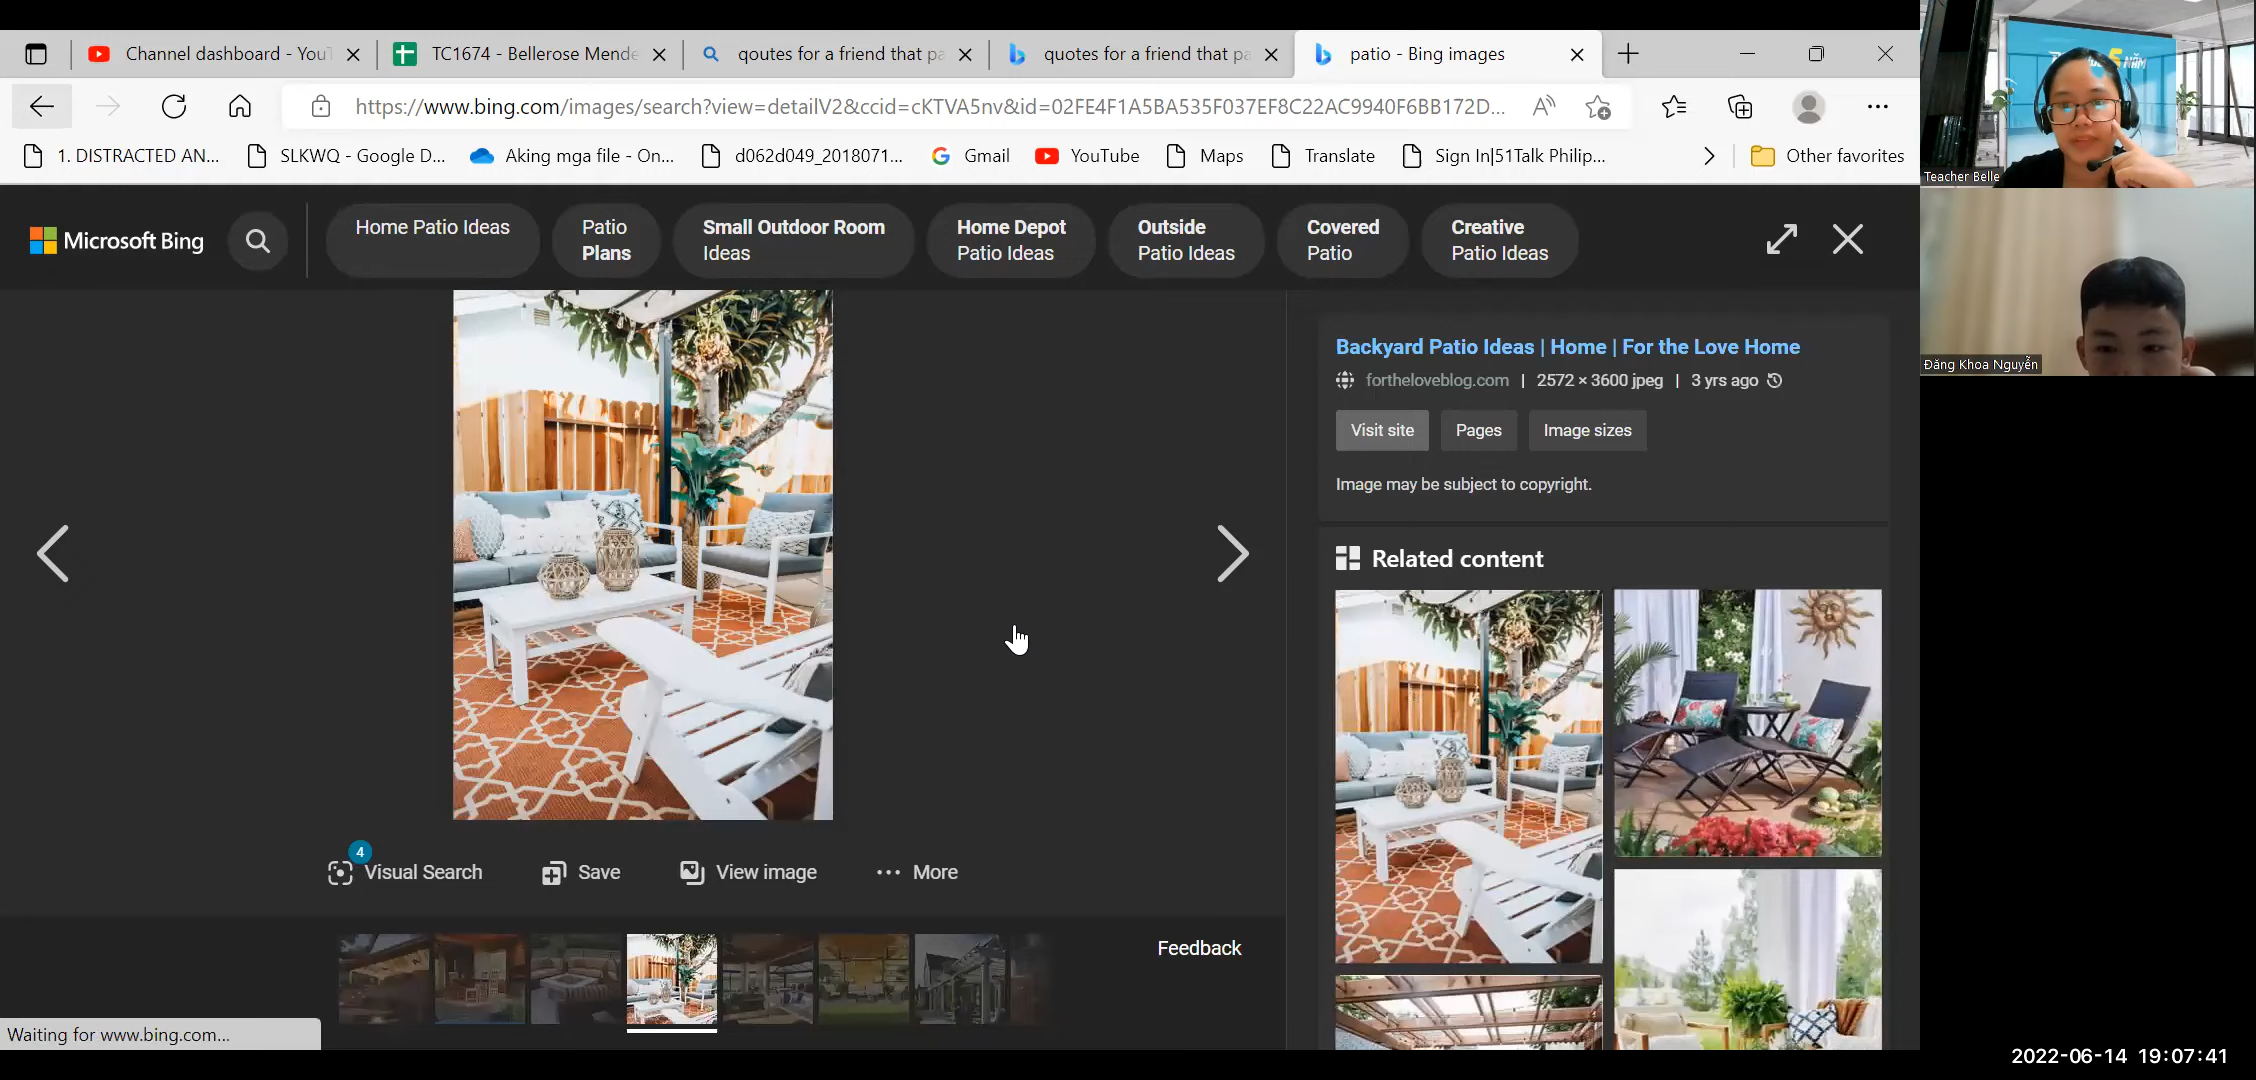 Channel dashboard - You
TC1674 - Bellerose Mende
qoutes for a friend that pa
quotes for a friend that pa
patio - Bing images
https://www.bing.com/images/search?view=detailV2&ccid=cKTVA5nv&id=02FE4F1A5BA535F037EF8C22AC9940F6BB172D...
1. DISTRACTED AN...
SLKWQ - Google D...
Aking mga file - On...
d062d049_2018071...
Gmail
YouTube
Maps
Translate
Sign In|51Talk Philip...
Other favorites
Teacher Belle
Microsoft Bing
Home Patio Ideas
Patio
Plans
Small Outdoor Room
Ideas
Home Depot
Patio Ideas
Outside
Patio Ideas
Covered
Patio
Creative
Patio Ideas
Đăng Khoa Nguyễn
Backyard Patio Ideas | Home | For the Love Home
fortheloveblog.com | 2572 × 3600 jpeg | 3 yrs ago
Visit site
Pages
Image sizes
Image may be subject to copyright.
Related content
4
Visual Search
Save
View image
More
Feedback
Waiting for www.bing.com...
2022-06-14 19:07:41